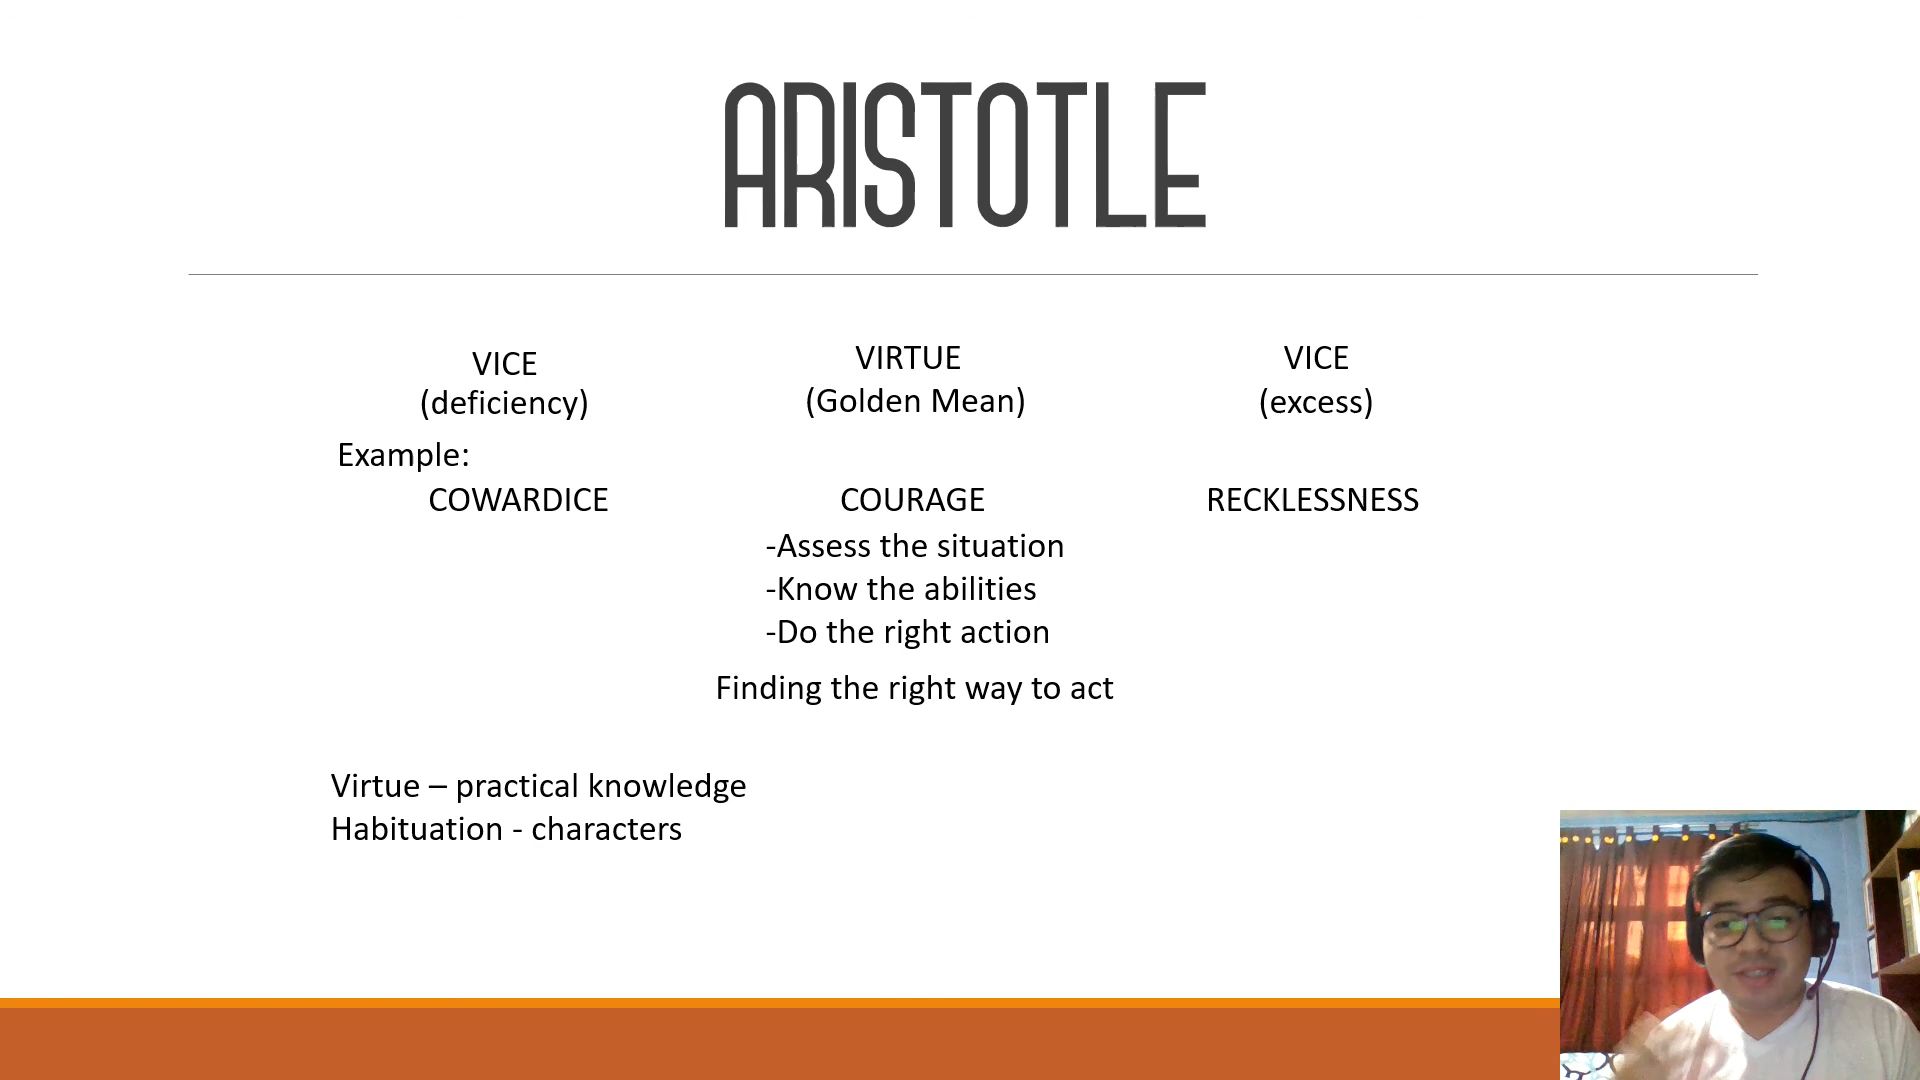 ARISTOTLE
VICE VIRTUE VICE
(deficiency) (Golden Mean) (excess)
Example:
COWARDICE COURAGE RECKLESSNESS
-Assess the situation
-Know the abilities
-Do the right action
Finding the right way to act
Virtue – practical knowledge
Habituation - characters